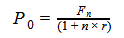 P₀ = Fₙ / (1 + n × r)